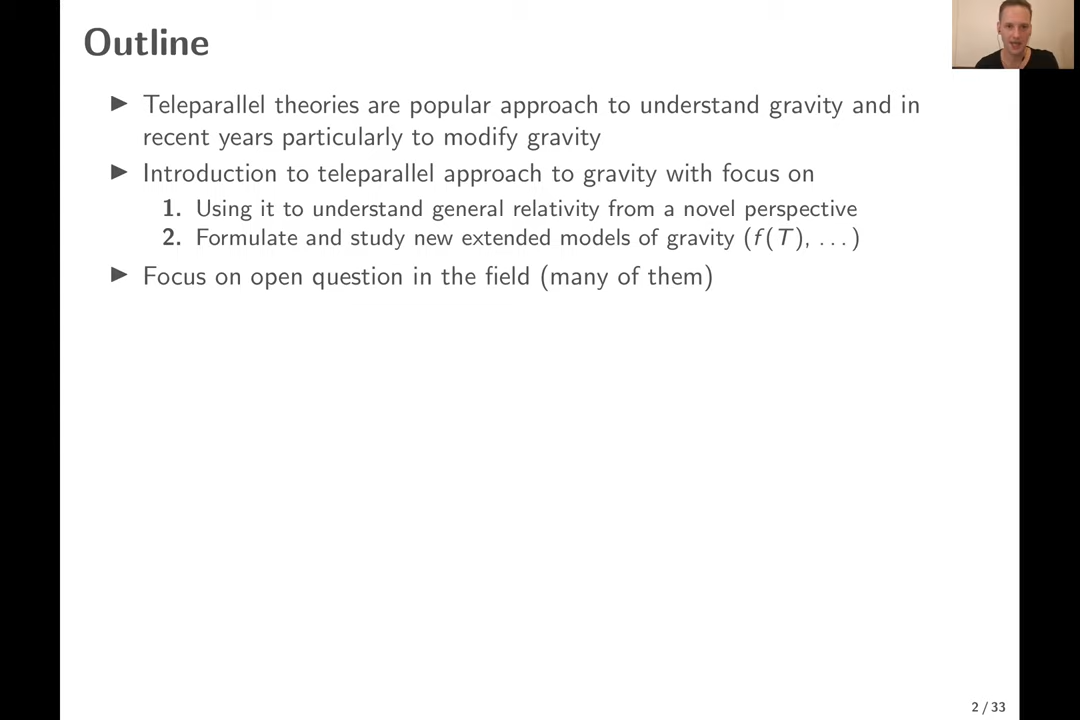 Outline
▶ Teleparallel theories are popular approach to understand gravity and in
recent years particularly to modify gravity
▶ Introduction to teleparallel approach to gravity with focus on
1. Using it to understand general relativity from a novel perspective
2. Formulate and study new extended models of gravity (f(T), ...)
▶ Focus on open question in the field (many of them)
2 / 33